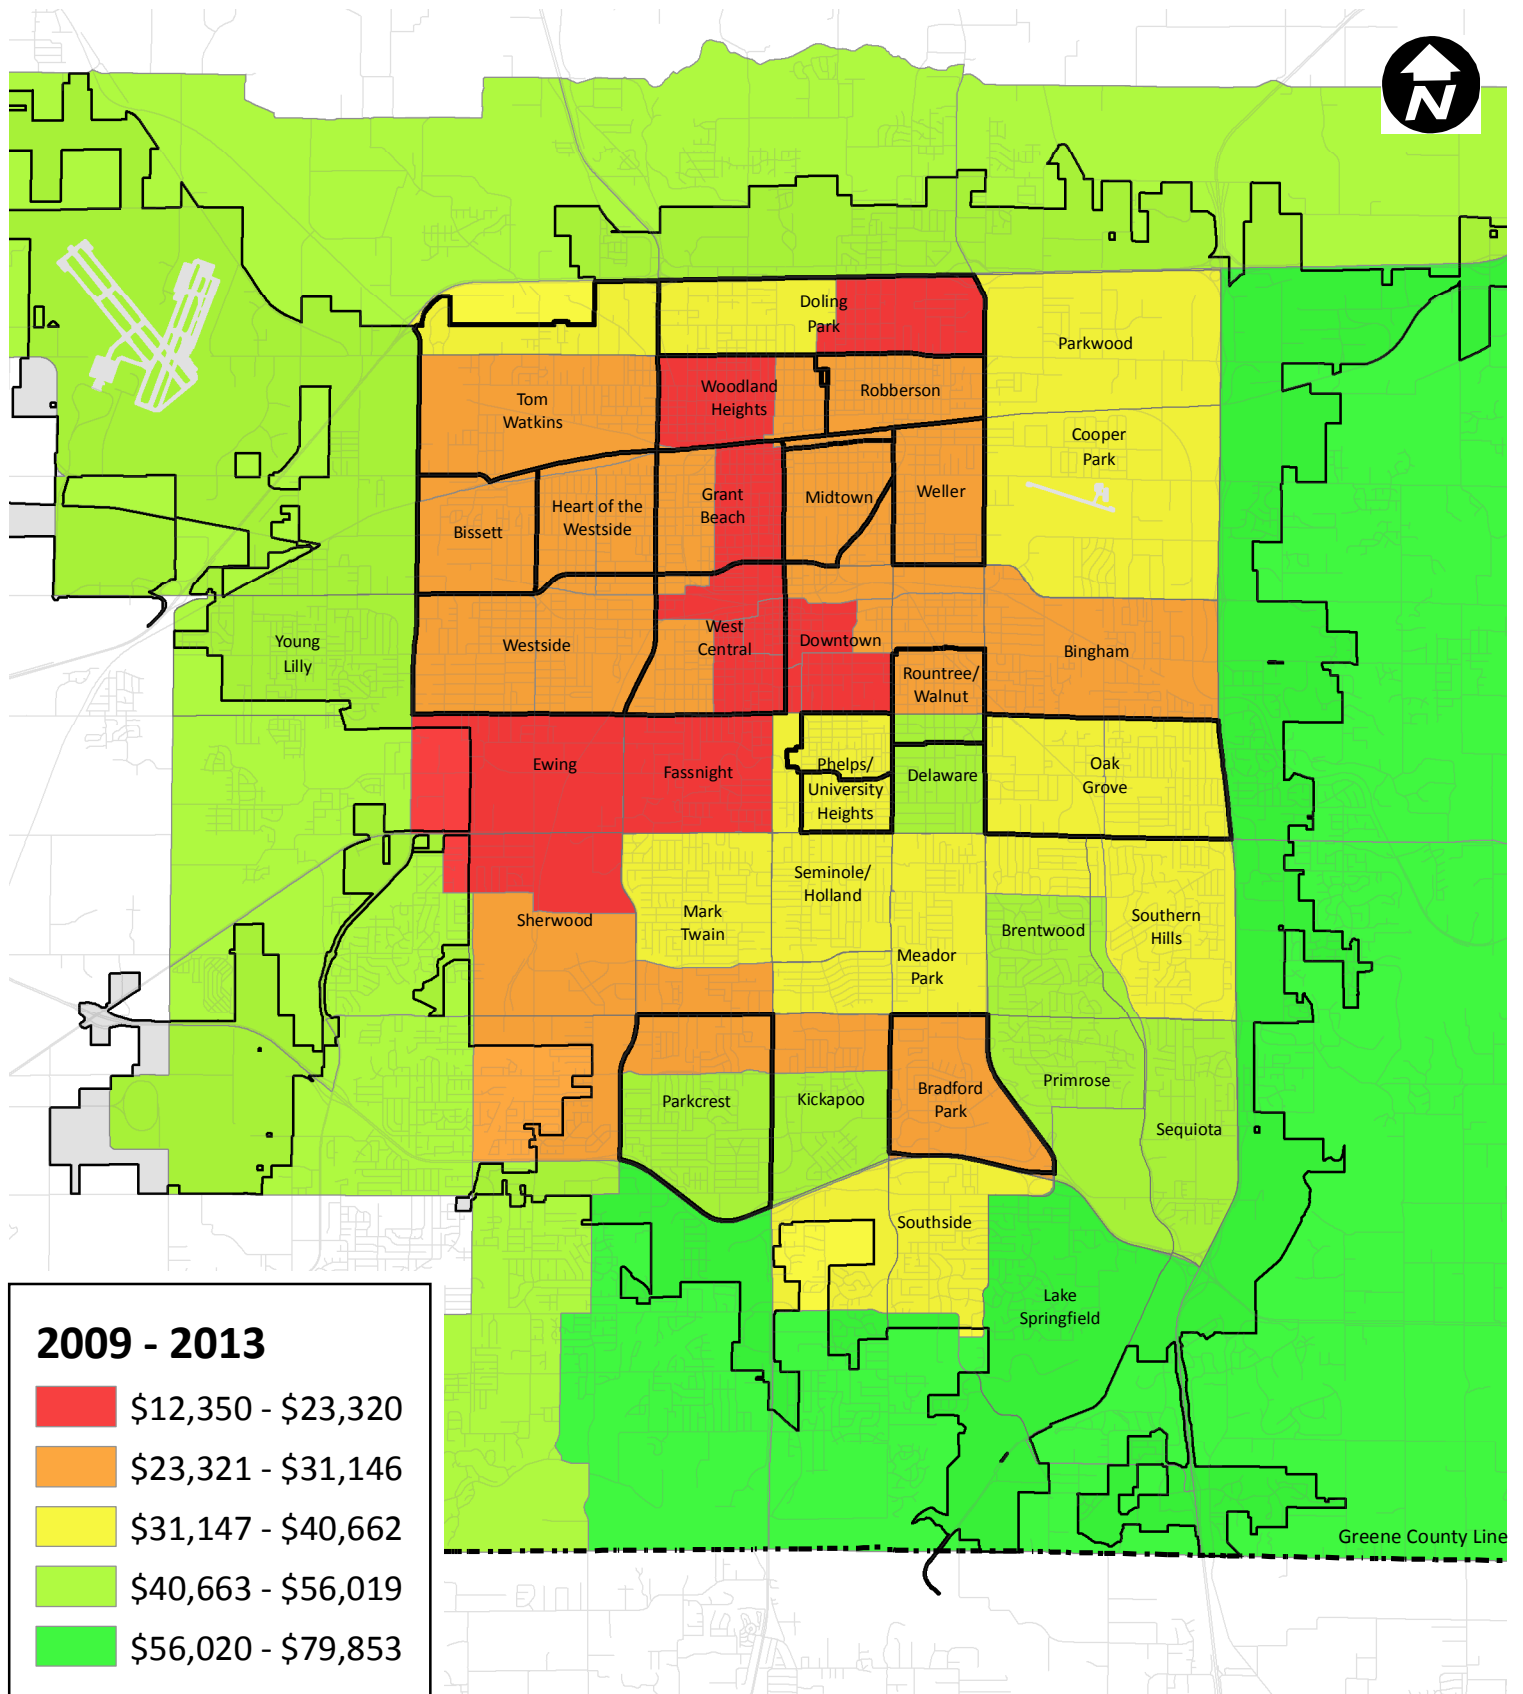 N
Doling
Park
Parkwood
Woodland
Heights
Robberson
Tom
Watkins
Cooper
Park
Grant
Beach
Midtown
Weller
Heart of the
Westside
Bissett
Young
Lilly
Westside
West
Central
Downtown
Bingham
Rountree/
Walnut
Ewing
Fassnight
Phelps/
University
Heights
Delaware
Oak
Grove
Seminole/
Holland
Mark
Twain
Sherwood
Brentwood
Southern
Hills
Meador
Park
Parkcrest
Kickapoo
Bradford
Park
Primrose
Sequiota
Southside
Lake
Springfield
2009 - 2013
$12,350 - $23,320
$23,321 - $31,146
$31,147 - $40,662
$40,663 - $56,019
$56,020 - $79,853
Greene County Line